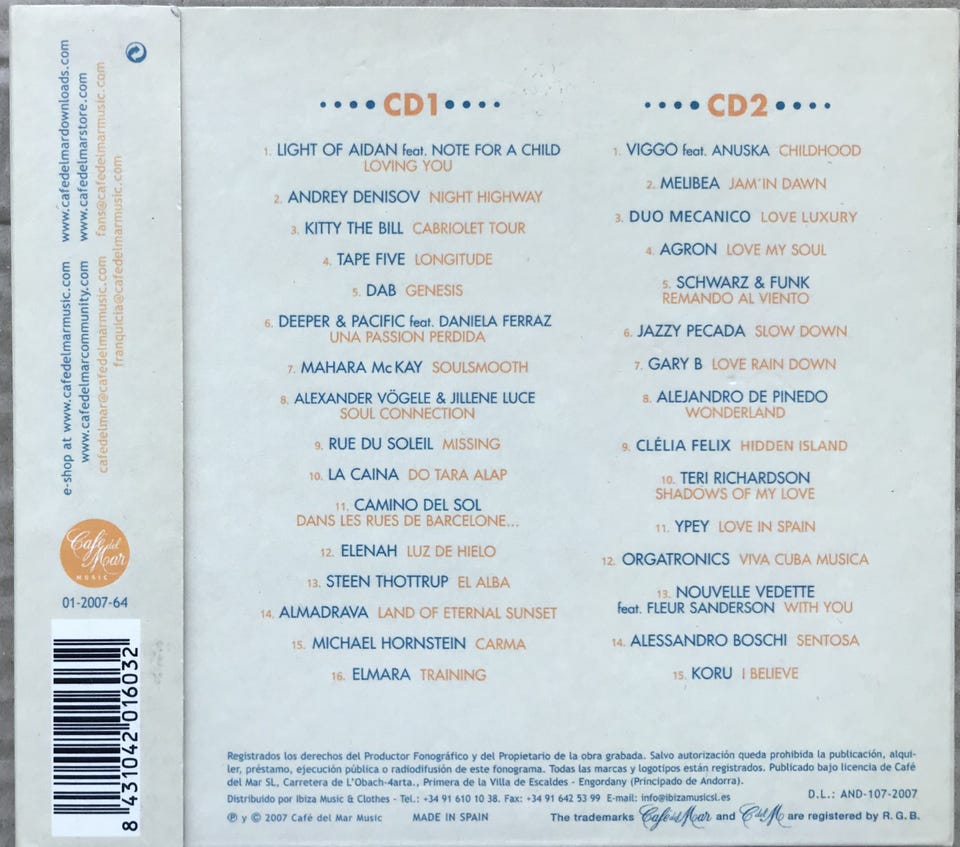 e-shop at www.cafedelmarmusic.com www.cafedelmardownloads.com
www.cafedelmarcommunity.com www.cafedelmarstore.com
cafedelmar@cafedelmarmusic.com fans@cafedelmarmusic.com
franquicia@cafedelmarmusic.com
Café del
Mar
MUSIC
01-2007-64
8 431042 016032
····CD1····
1. LIGHT OF AIDAN feat. NOTE FOR A CHILD
LOVING YOU
2. ANDREY DENISOV NIGHT HIGHWAY
3. KITTY THE BILL CABRIOLET TOUR
4. TAPE FIVE LONGITUDE
5. DAB GENESIS
6. DEEPER & PACIFIC feat. DANIELA FERRAZ
UNA PASSION PERDIDA
7. MAHARA Mc KAY SOULSMOOTH
8. ALEXANDER VÖGELE & JILLENE LUCE
SOUL CONNECTION
9. RUE DU SOLEIL MISSING
10. LA CAINA DO TARA ALAP
11. CAMINO DEL SOL
DANS LES RUES DE BARCELONE...
12. ELENAH LUZ DE HIELO
13. STEEN THOTTRUP EL ALBA
14. ALMADRAVA LAND OF ETERNAL SUNSET
15. MICHAEL HORNSTEIN CARMA
16. ELMARA TRAINING
····CD2····
1. VIGGO feat. ANUSKA CHILDHOOD
2. MELIBEA JAM'IN DAWN
3. DUO MECANICO LOVE LUXURY
4. AGRON LOVE MY SOUL
5. SCHWARZ & FUNK
REMANDO AL VIENTO
6. JAZZY PECADA SLOW DOWN
7. GARY B LOVE RAIN DOWN
8. ALEJANDRO DE PINEDO
WONDERLAND
9. CLÉLIA FELIX HIDDEN ISLAND
10. TERI RICHARDSON
SHADOWS OF MY LOVE
11. YPEY LOVE IN SPAIN
12. ORGATRONICS VIVA CUBA MUSICA
13. NOUVELLE VEDETTE
feat. FLEUR SANDERSON WITH YOU
14. ALESSANDRO BOSCHI SENTOSA
15. KORU I BELIEVE
Registrados los derechos del Productor Fonográfico y del Propietario de la obra grabada. Salvo autorización queda prohibida la publicación, alqui-
ler, préstamo, ejecución pública o radiodifusión de este fonograma. Todas las marcas y logotipos están registrados. Publicado bajo licencia de Café
del Mar SL, Carretera de L'Obach-4arta., Primera de la Villa de Escaldes - Engordany (Principado de Andorra).
Distribuido por Ibiza Music & Clothes - Tel.: +34 91 610 10 38. Fax: +34 91 642 53 99 E-mail: info@ibizamusicsl.es
D.L.: AND-107-2007
℗ y © 2007 Café del Mar Music MADE IN SPAIN
The trademarks Café del Mar and C del M are registered by R.G.B.